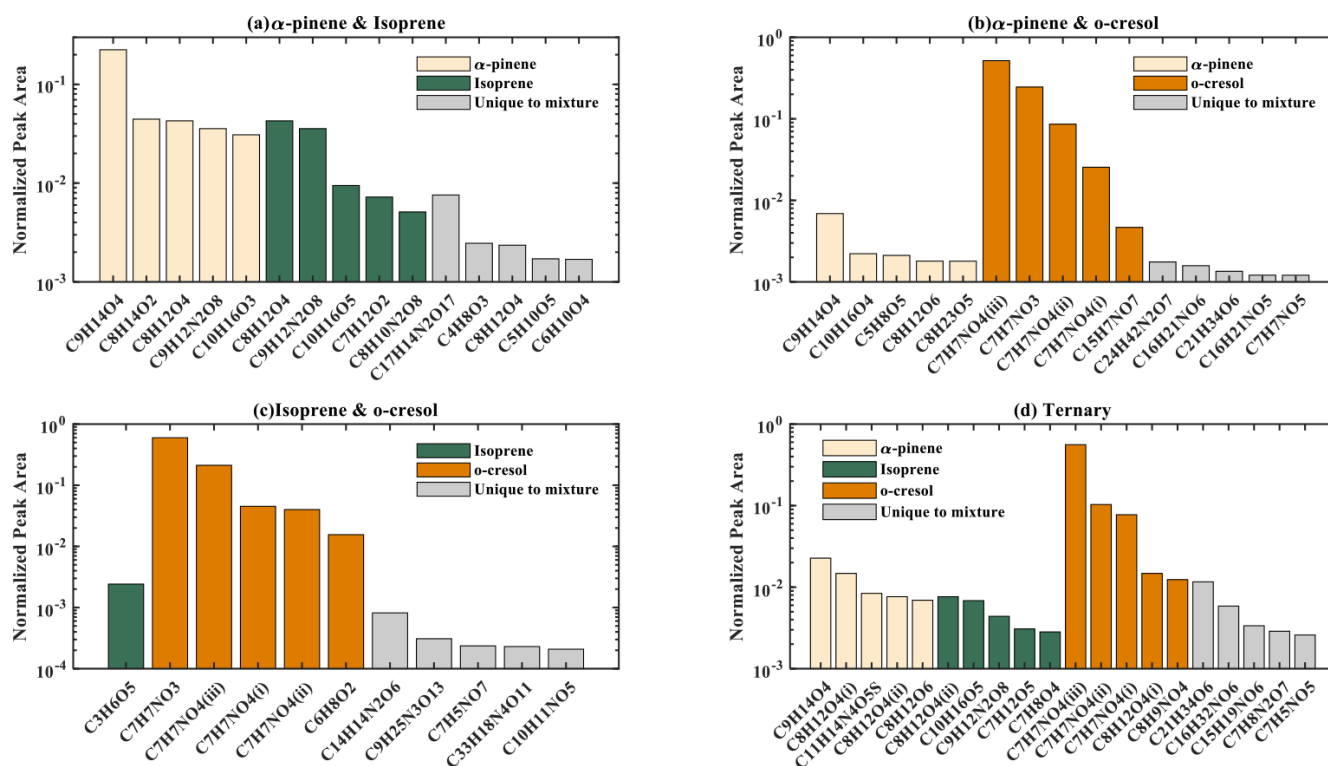 (a)α-pinene & Isoprene
Normalized Peak Area
10-1
10-2
10-3
α-pinene
Isoprene
Unique to mixture
C9H14O4
C8H14O2
C8H12O4
C9H12N2O8
C10H16O3
C8H12O4
C9H12N2O8
C10H16O5
C7H12O2
C8H10N2O8
C17H14N2O17
C4H8O3
C8H12O4
C5H10O5
C6H10O4
(b)α-pinene & o-cresol
Normalized Peak Area
100
10-1
10-2
10-3
α-pinene
o-cresol
Unique to mixture
C9H14O4
C10H16O4
C5H8O5
C8H12O6
C8H23O5
C7H7NO4(iii)
C7H7NO3
C7H7NO4(ii)
C7H7NO4(i)
C15H7NO7
C24H42N2O7
C16H21NO6
C21H34O6
C16H21NO5
C7H7NO5
(c)Isoprene & o-cresol
Normalized Peak Area
100
10-1
10-2
10-3
10-4
Isoprene
o-cresol
Unique to mixture
C3H6O5
C7H7NO3
C7H7NO4(iii)
C7H7NO4(i)
C7H7NO4(ii)
C6H8O2
C14H14N2O6
C9H25N3O13
C7H5NO7
C33H18N4O11
C10H11NO5
(d) Ternary
Normalized Peak Area
100
10-1
10-2
10-3
α-pinene
Isoprene
o-cresol
Unique to mixture
C9H14O4
C8H12O4(i)
C11H14N4O5S
C8H12O4(ii)
C8H12O6
C8H12O4(ii)
C10H16O5
C9H12N2O8
C7H12O5
C7H8O4
C7H7NO4(iii)
C7H7NO4(ii)
C7H7NO4(i)
C8H12O4(i)
C8H9NO4
C21H34O6
C16H32NO6
C15H19NO6
C7H8N2O7
C7H5NO5